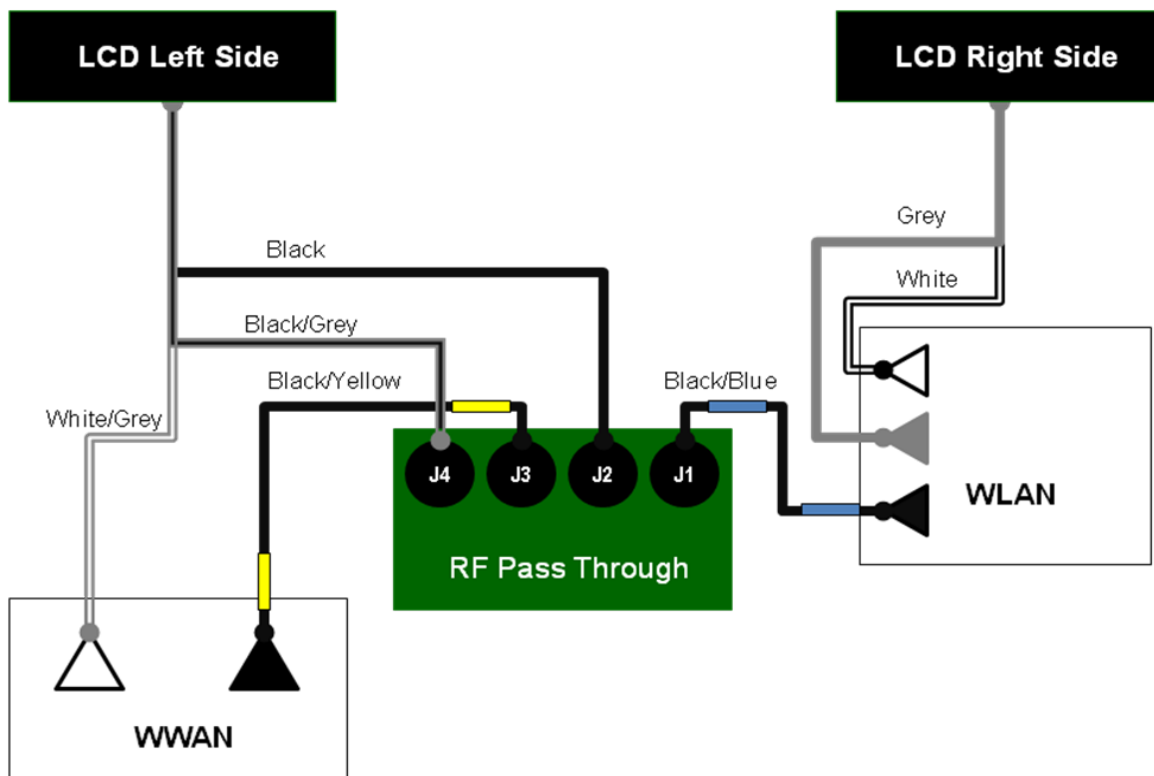 LCD Left Side
LCD Right Side
Grey
Black
White
Black/Grey
Black/Yellow
Black/Blue
White/Grey
J4
J3
J2
J1
WLAN
RF Pass Through
WWAN